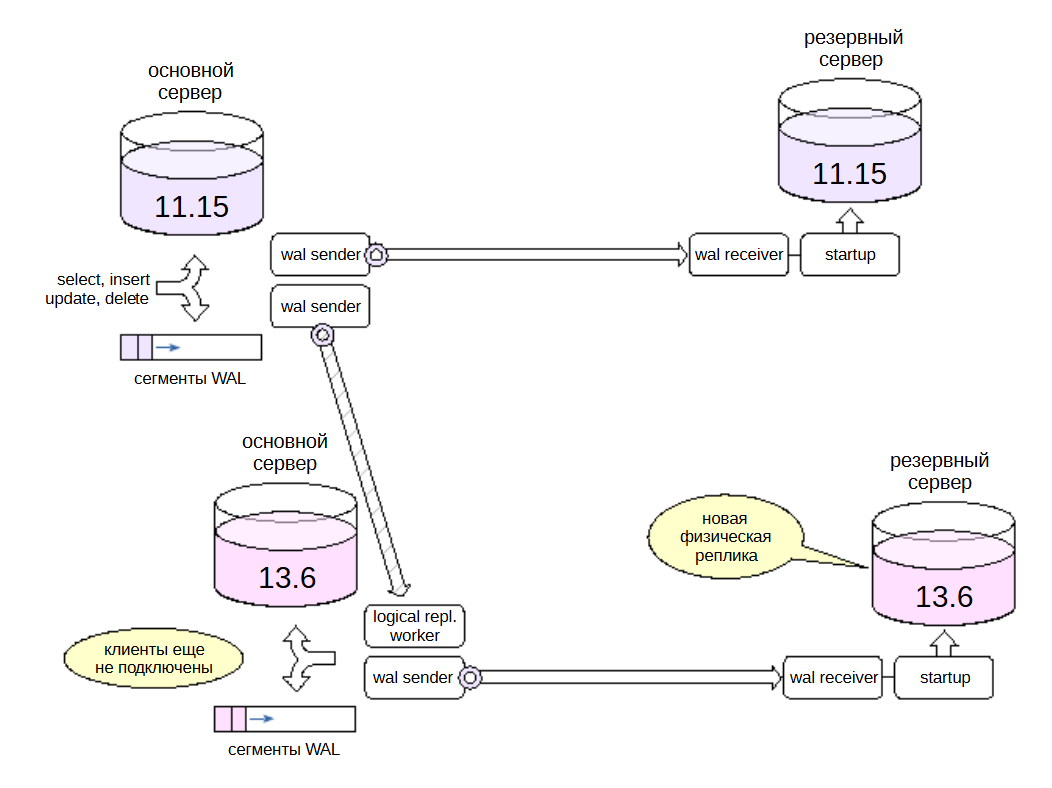 основной
сервер
11.15
select, insert
update, delete
сегменты WAL
wal sender
wal sender
резервный
сервер
11.15
wal receiver
startup
основной
сервер
13.6
клиенты еще
не подключены
сегменты WAL
logical repl.
worker
wal sender
новая
физическая
реплика
резервный
сервер
13.6
wal receiver
startup